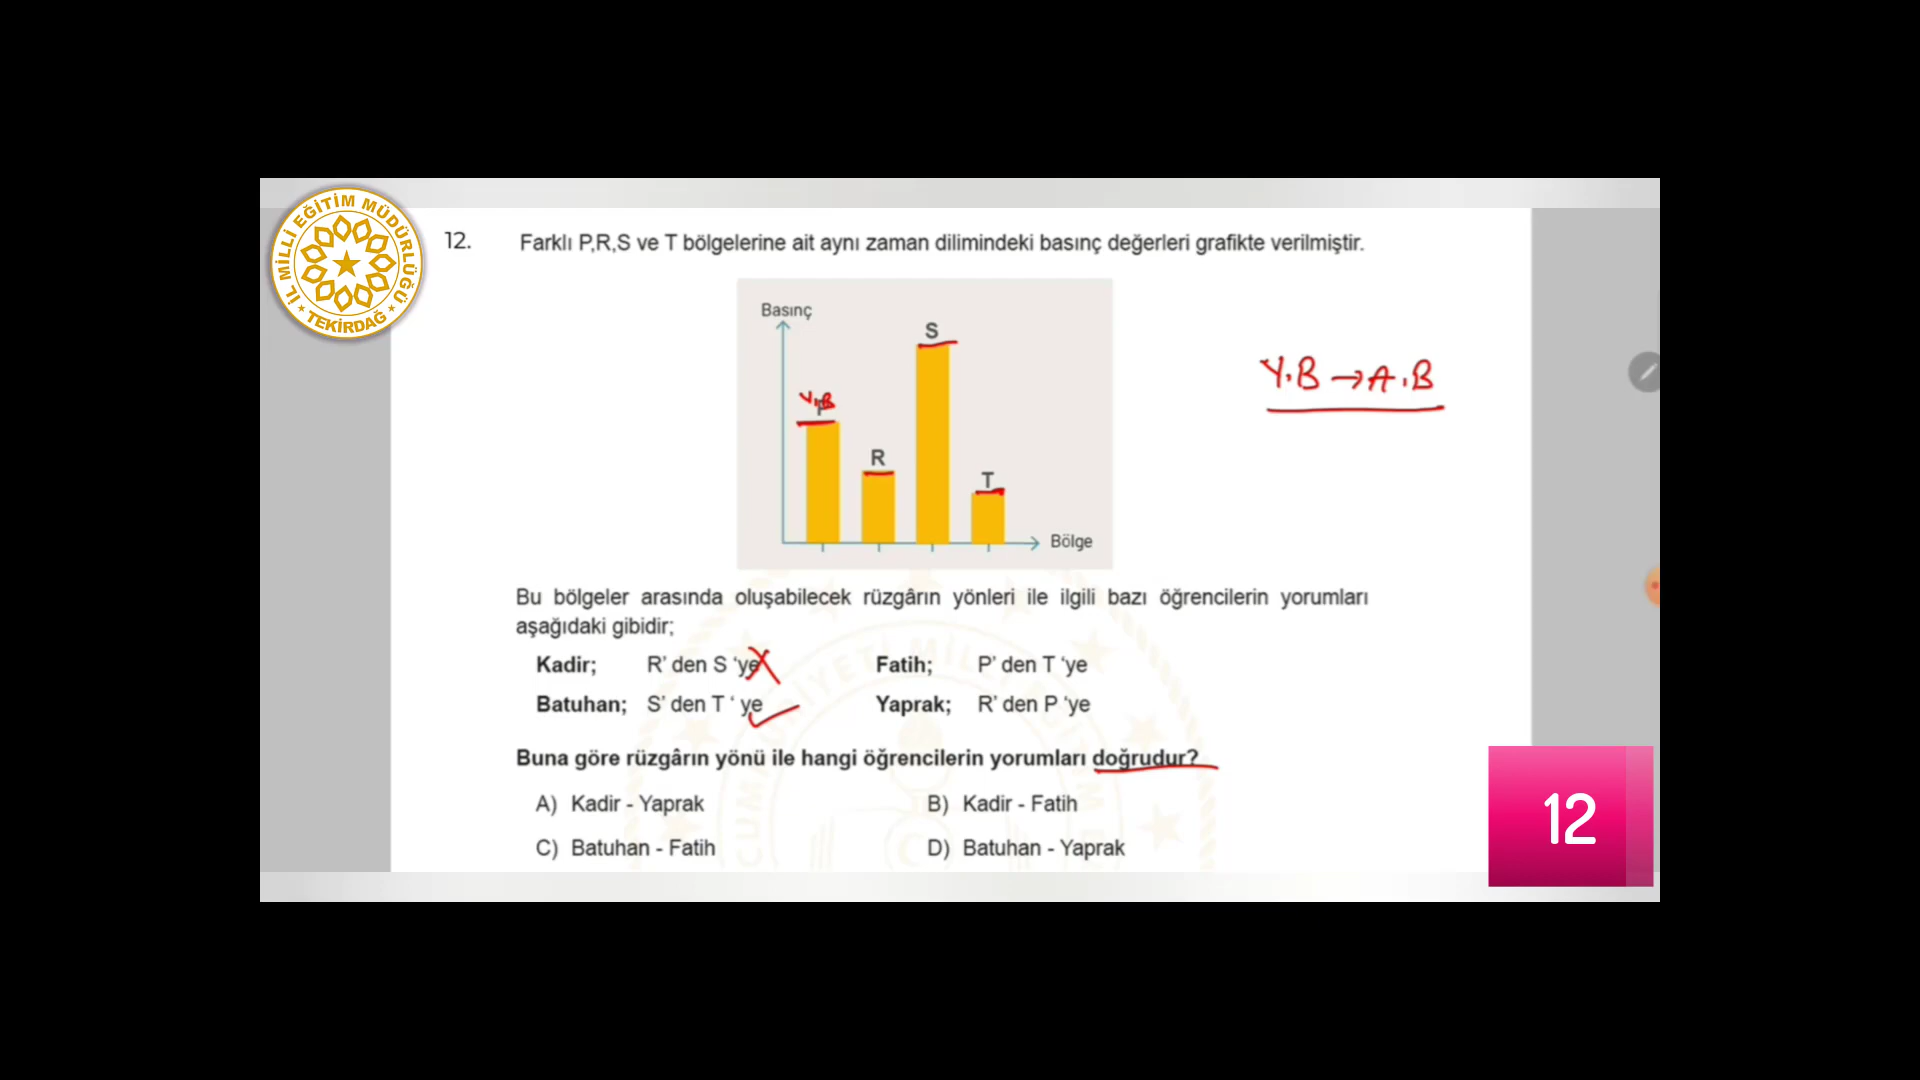 İL MİLLİ EĞİTİM MÜDÜRLÜĞÜ
TEKİRDAĞ
12. Farklı P,R,S ve T bölgelerine ait aynı zaman dilimindeki basınç değerleri grafikte verilmiştir.
Basınç
S
Y.B → A.B
Y.B
P
R
T
Bölge
Bu bölgeler arasında oluşabilecek rüzgârın yönleri ile ilgili bazı öğrencilerin yorumları
aşağıdaki gibidir;
Kadir; R' den S 'ye Fatih; P' den T 'ye
Batuhan; S' den T ' ye Yaprak; R' den P 'ye
Buna göre rüzgârın yönü ile hangi öğrencilerin yorumları doğrudur?
A) Kadir - Yaprak B) Kadir - Fatih
C) Batuhan - Fatih D) Batuhan - Yaprak
12